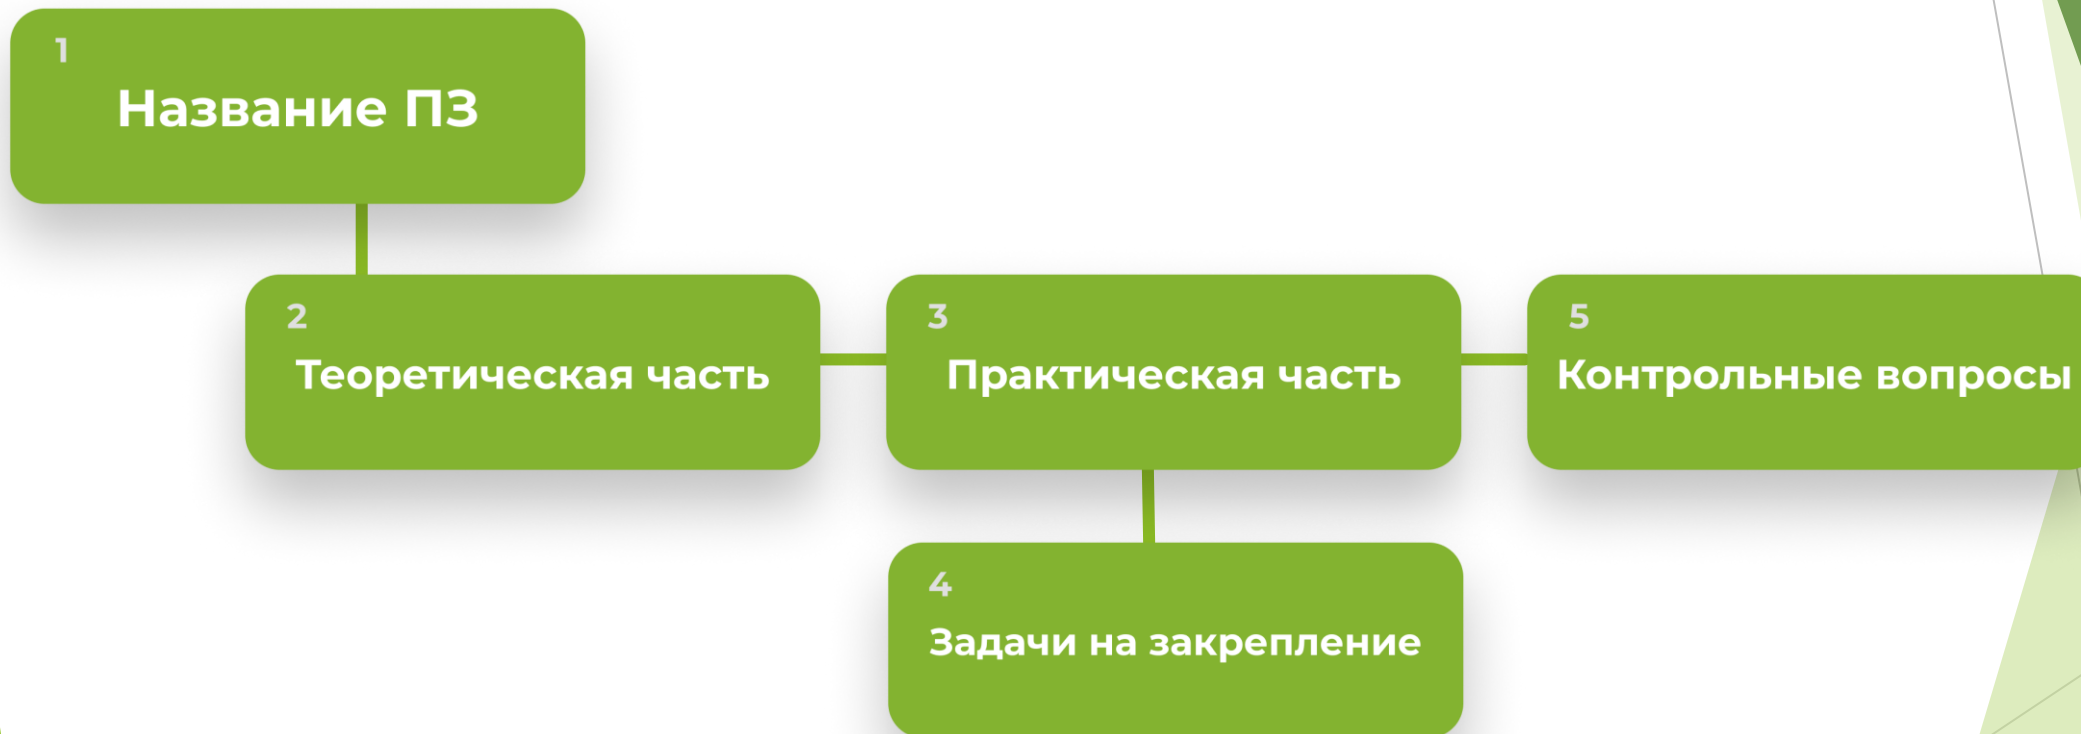 1
Название ПЗ
2
Теоретическая часть
3
Практическая часть
5
Контрольные вопросы
4
Задачи на закрепление